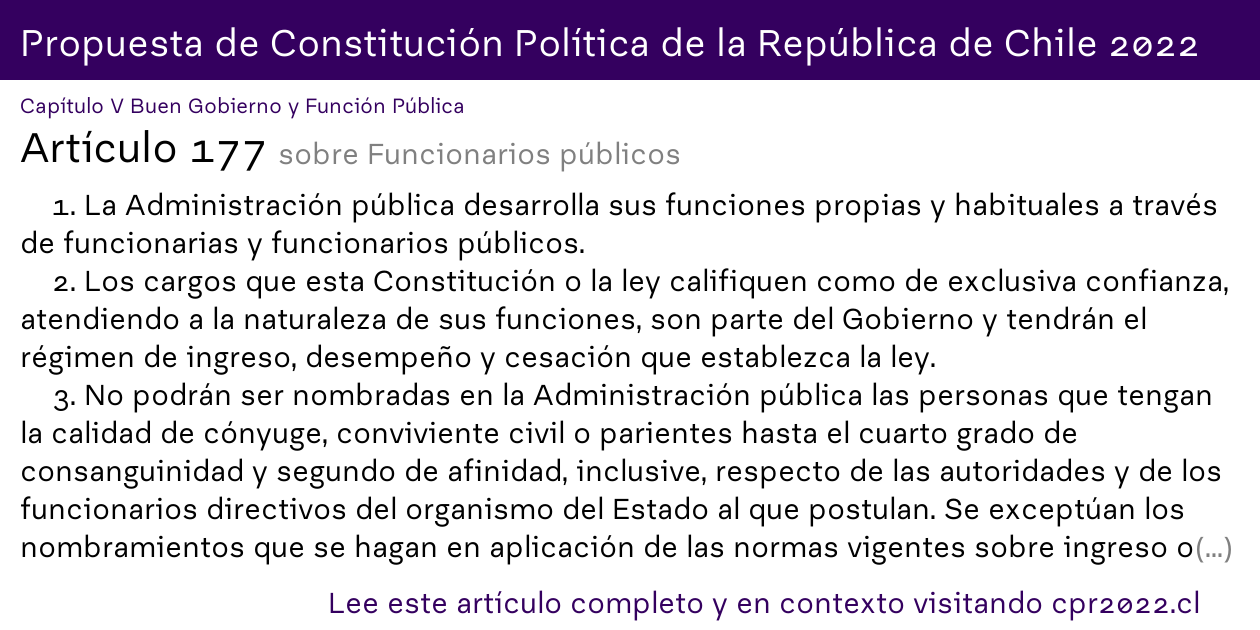 Propuesta de Constitución Política de la República de Chile 2022
Capítulo V Buen Gobierno y Función Pública
Artículo 177 sobre Funcionarios públicos
1. La Administración pública desarrolla sus funciones propias y habituales a través
de funcionarias y funcionarios públicos.
2. Los cargos que esta Constitución o la ley califiquen como de exclusiva confianza,
atendiendo a la naturaleza de sus funciones, son parte del Gobierno y tendrán el
régimen de ingreso, desempeño y cesación que establezca la ley.
3. No podrán ser nombradas en la Administración pública las personas que tengan
la calidad de cónyuge, conviviente civil o parientes hasta el cuarto grado de
consanguinidad y segundo de afinidad, inclusive, respecto de las autoridades y de los
funcionarios directivos del organismo del Estado al que postulan. Se exceptúan los
nombramientos que se hagan en aplicación de las normas vigentes sobre ingreso o(...)
Lee este artículo completo y en contexto visitando cpr2022.cl